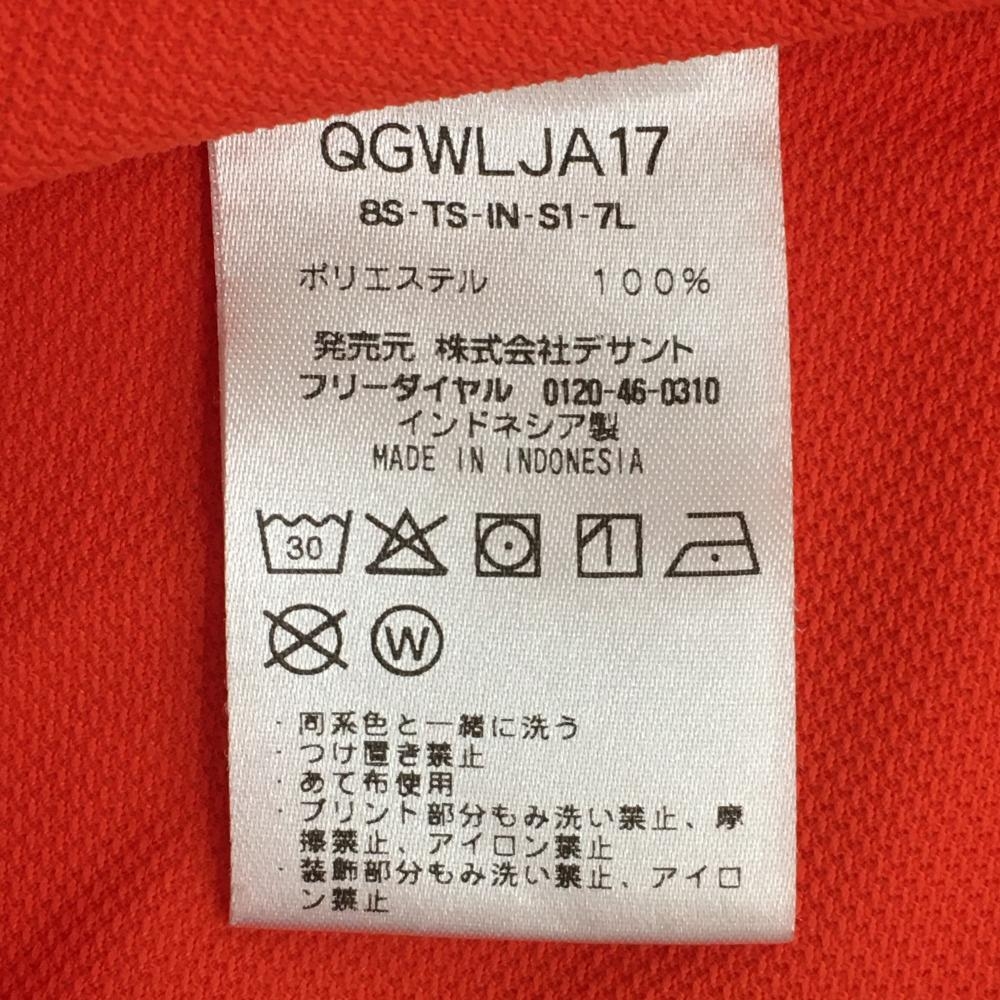 QGWLJA17
8S-TS-IN-S1-7L
ポリエステル 100%
発売元 株式会社デサント
フリーダイヤル 0120-46-0310
インドネシア製
MADE IN INDONESIA
30
W
・同系色と一緒に洗う
・つけ置き禁止
・あて布使用
・プリント部分もみ洗い禁止、摩
擦禁止、アイロン禁止
・装飾部分もみ洗い禁止、アイロ
ン禁止